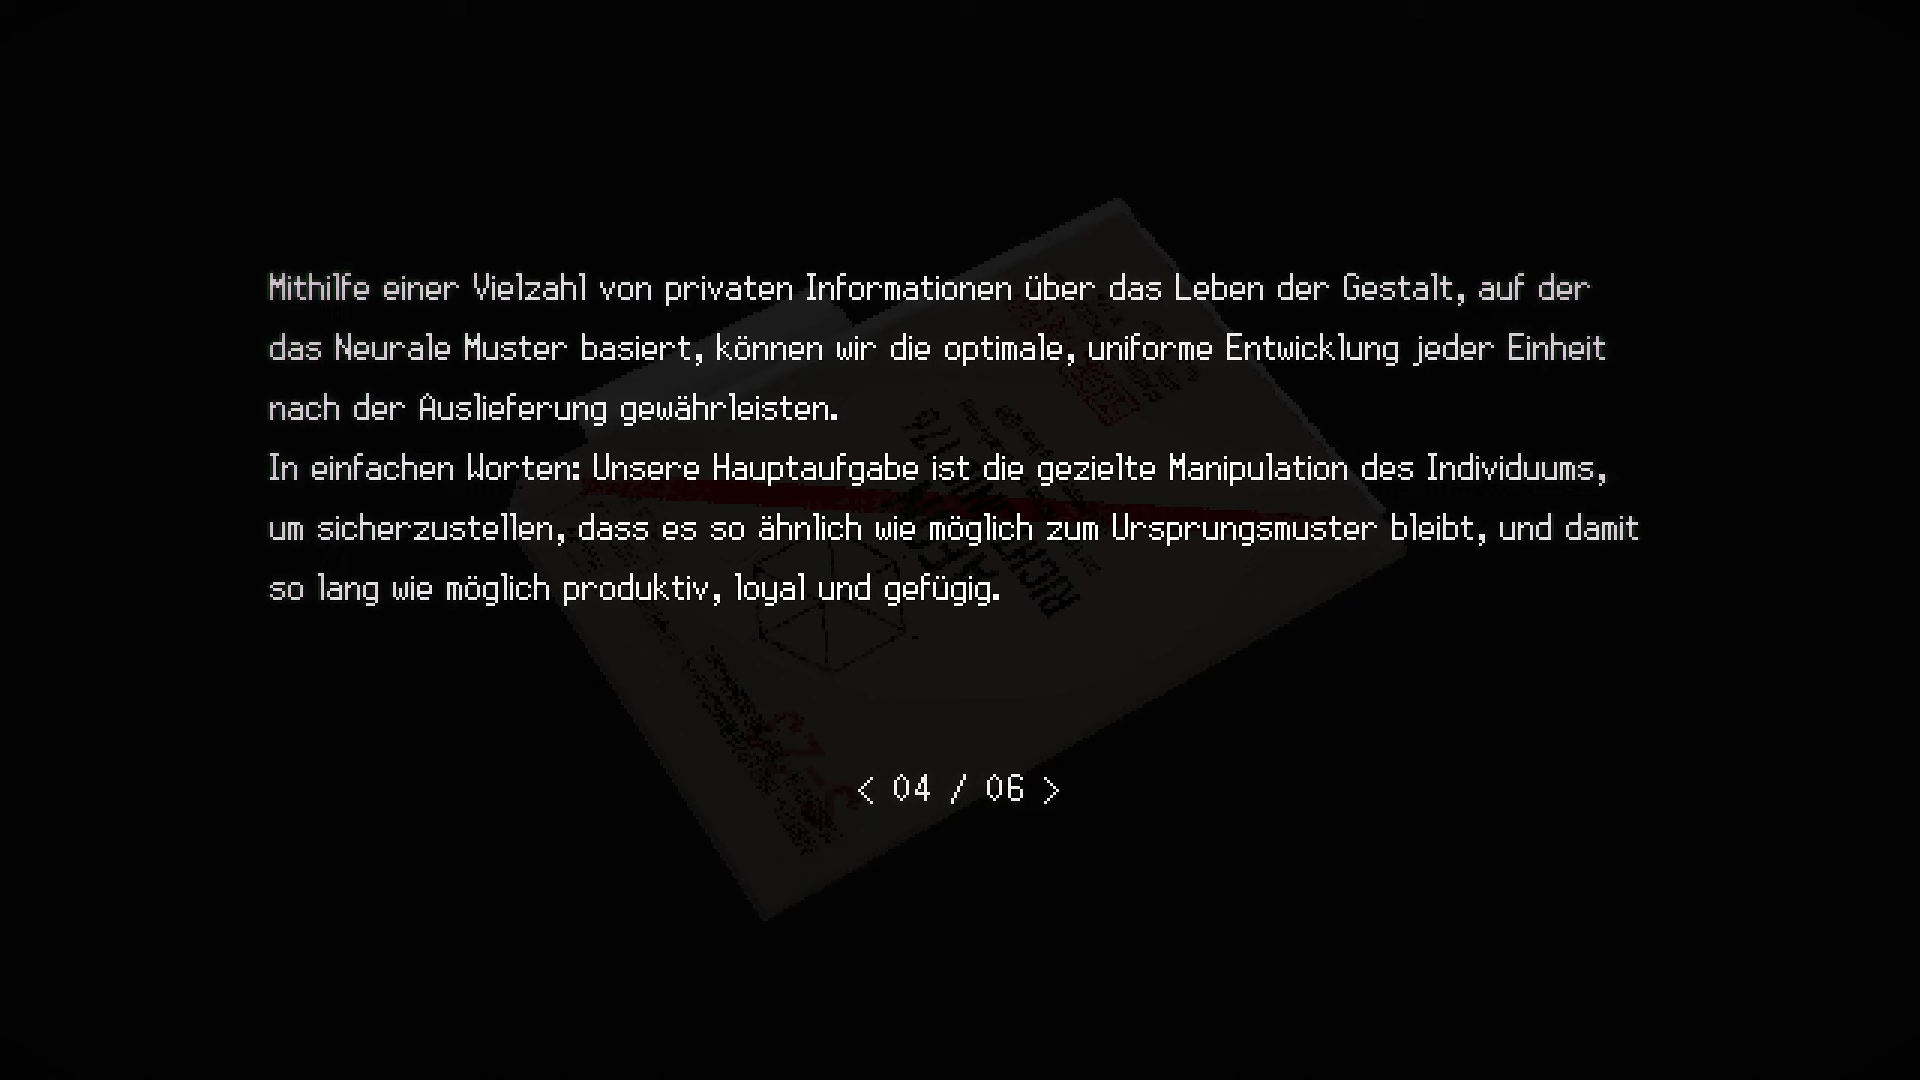 Mithilfe einer Vielzahl von privaten Informationen über das Leben der Gestalt, auf der
das Neurale Muster basiert, können wir die optimale, uniforme Entwicklung jeder Einheit
nach der Auslieferung gewährleisten.
In einfachen Worten: Unsere Hauptaufgabe ist die gezielte Manipulation des Individuums,
um sicherzustellen, dass es so ähnlich wie möglich zum Ursprungsmuster bleibt, und damit
so lang wie möglich produktiv, loyal und gefügig.
< 04 / 06 >